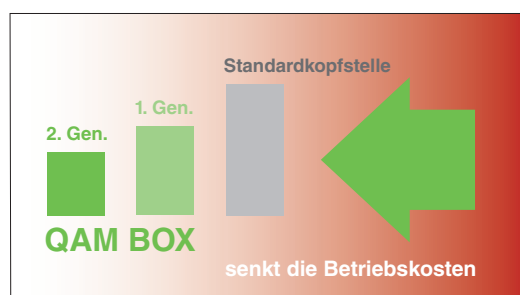 Standardkopfstelle
1. Gen.
2. Gen.
QAM BOX
senkt die Betriebskosten